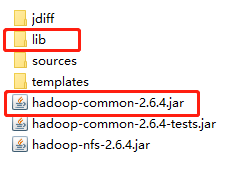 jdiff
lib
sources
templates
hadoop-common-2.6.4.jar
hadoop-common-2.6.4-tests.jar
hadoop-nfs-2.6.4.jar